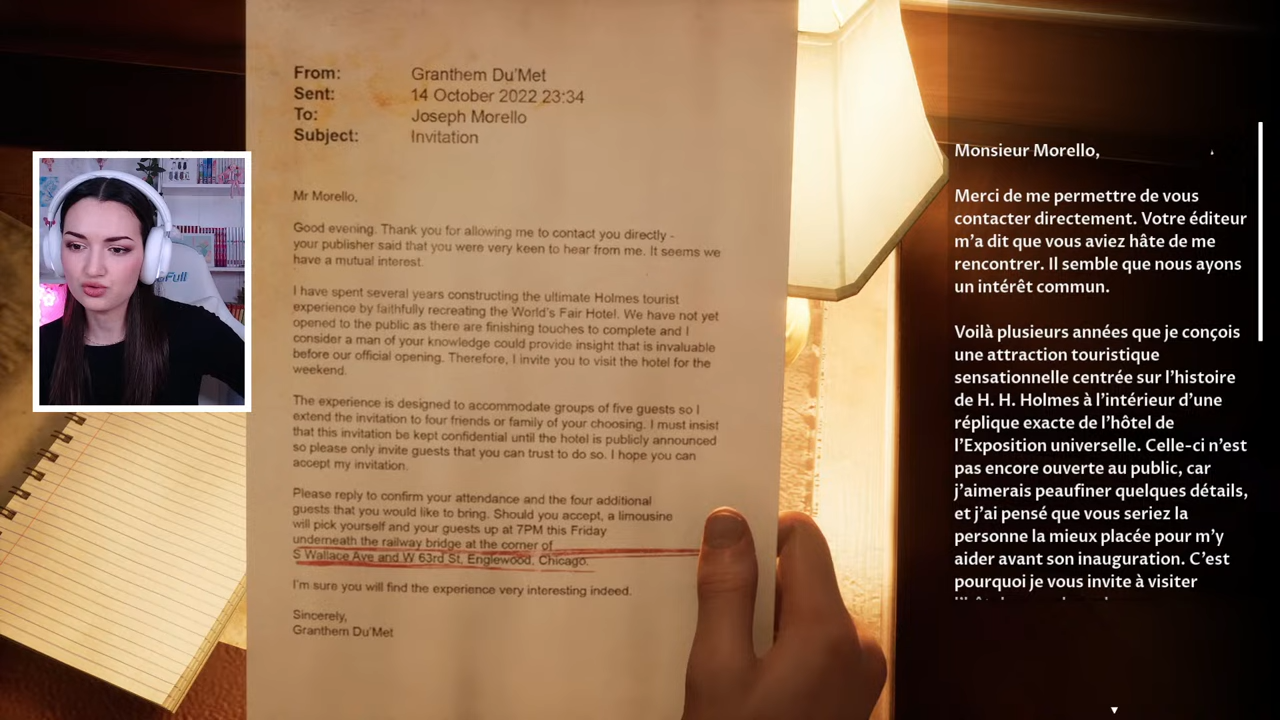 From: Granthem Du'Met
Sent: 14 October 2022 23:34
To: Joseph Morello
Subject: Invitation
Mr Morello,
Good evening. Thank you for allowing me to contact you directly -
your publisher said that you were very keen to hear from me. It seems we
have a mutual interest.
I have spent several years constructing the ultimate Holmes tourist
experience by faithfully recreating the World's Fair Hotel. We have not yet
opened to the public as there are finishing touches to complete and I
consider a man of your knowledge could provide insight that is invaluable
before our official opening. Therefore, I invite you to visit the hotel for the
weekend.
The experience is designed to accommodate groups of five guests so I
extend the invitation to four friends or family of your choosing. I must insist
that this invitation be kept confidential until the hotel is publicly announced
so please only invite guests that you can trust to do so. I hope you can
accept my invitation.
Please reply to confirm your attendance and the four additional
guests that you would like to bring. Should you accept, a limousine
will pick yourself and your guests up at 7PM this Friday
underneath the railway bridge at the corner of
S Wallace Ave and W 63rd St, Englewood, Chicago.
I'm sure you will find the experience very interesting indeed.
Sincerely,
Granthem Du'Met
Monsieur Morello,
Merci de me permettre de vous
contacter directement. Votre éditeur
m'a dit que vous aviez hâte de me
rencontrer. Il semble que nous ayons
un intérêt commun.
Voilà plusieurs années que je conçois
une attraction touristique
sensationnelle centrée sur l'histoire
de H. H. Holmes à l'intérieur d'une
réplique exacte de l'hôtel de
l'Exposition universelle. Celle-ci n'est
pas encore ouverte au public, car
j'aimerais peaufiner quelques détails,
et j'ai pensé que vous seriez la
personne la mieux placée pour m'y
aider avant son inauguration. C'est
pourquoi je vous invite à visiter